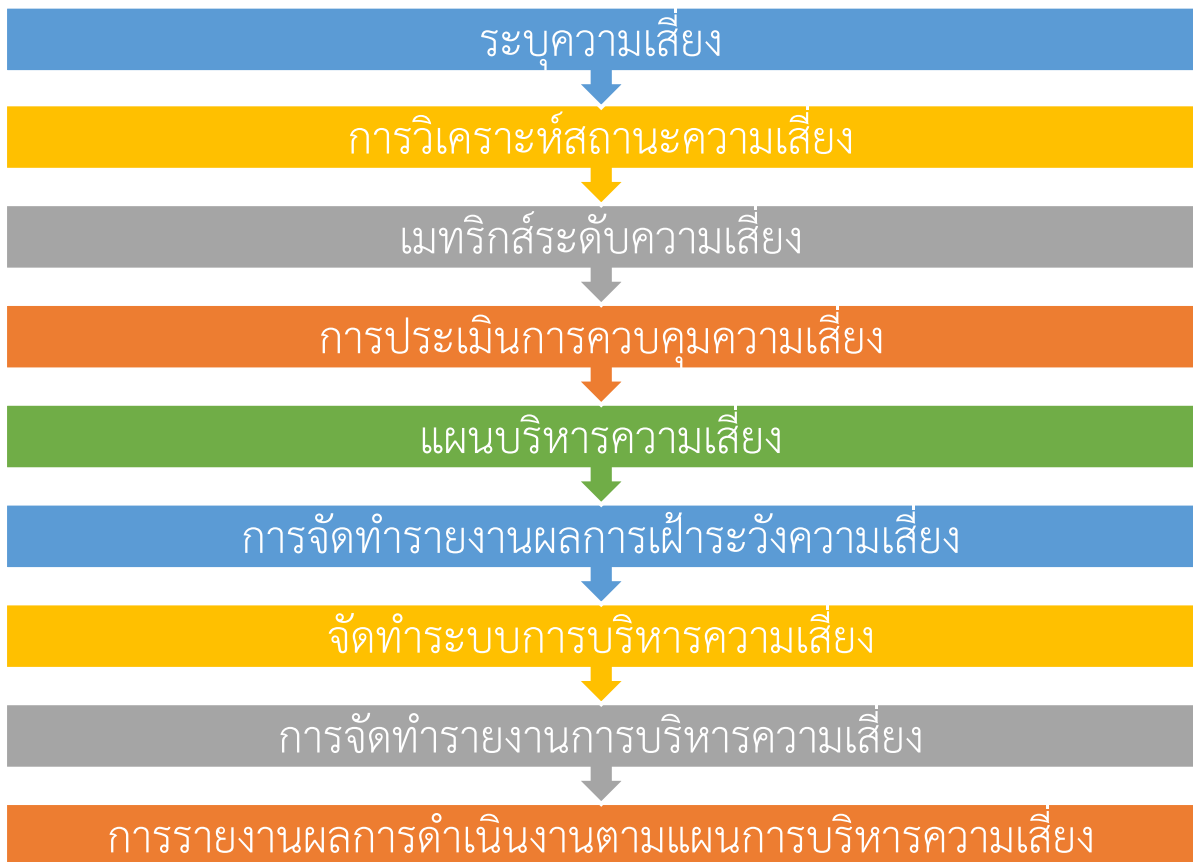 ระบุความเสี่ยง
การวิเคราะห์สถานะความเสี่ยง
เมทริกส์ระดับความเสี่ยง
การประเมินการควบคุมความเสี่ยง
แผนบริหารความเสี่ยง
การจัดทำรายงานผลการเฝ้าระวังความเสี่ยง
จัดทำระบบการบริหารความเสี่ยง
การจัดทำรายงานการบริหารความเสี่ยง
การรายงานผลการดำเนินงานตามแผนการบริหารความเสี่ยง